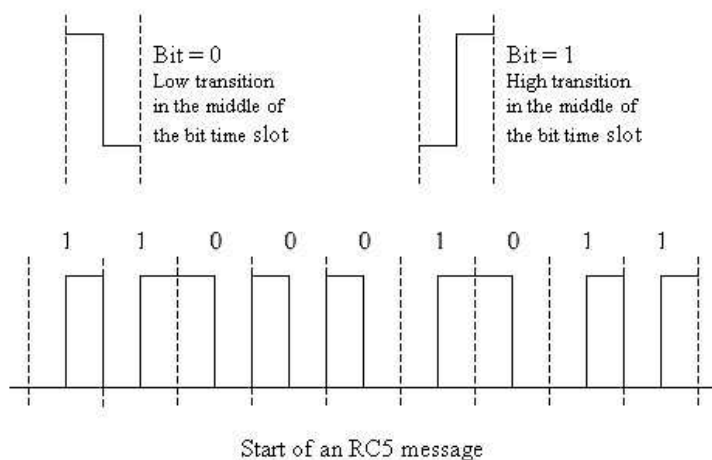 Bit = 0
Low transition
in the middle of
the bit time slot
Bit = 1
High transition
in the middle of
the bit time slot
1 1 0 0 0 1 0 1 1
Start of an RC5 message